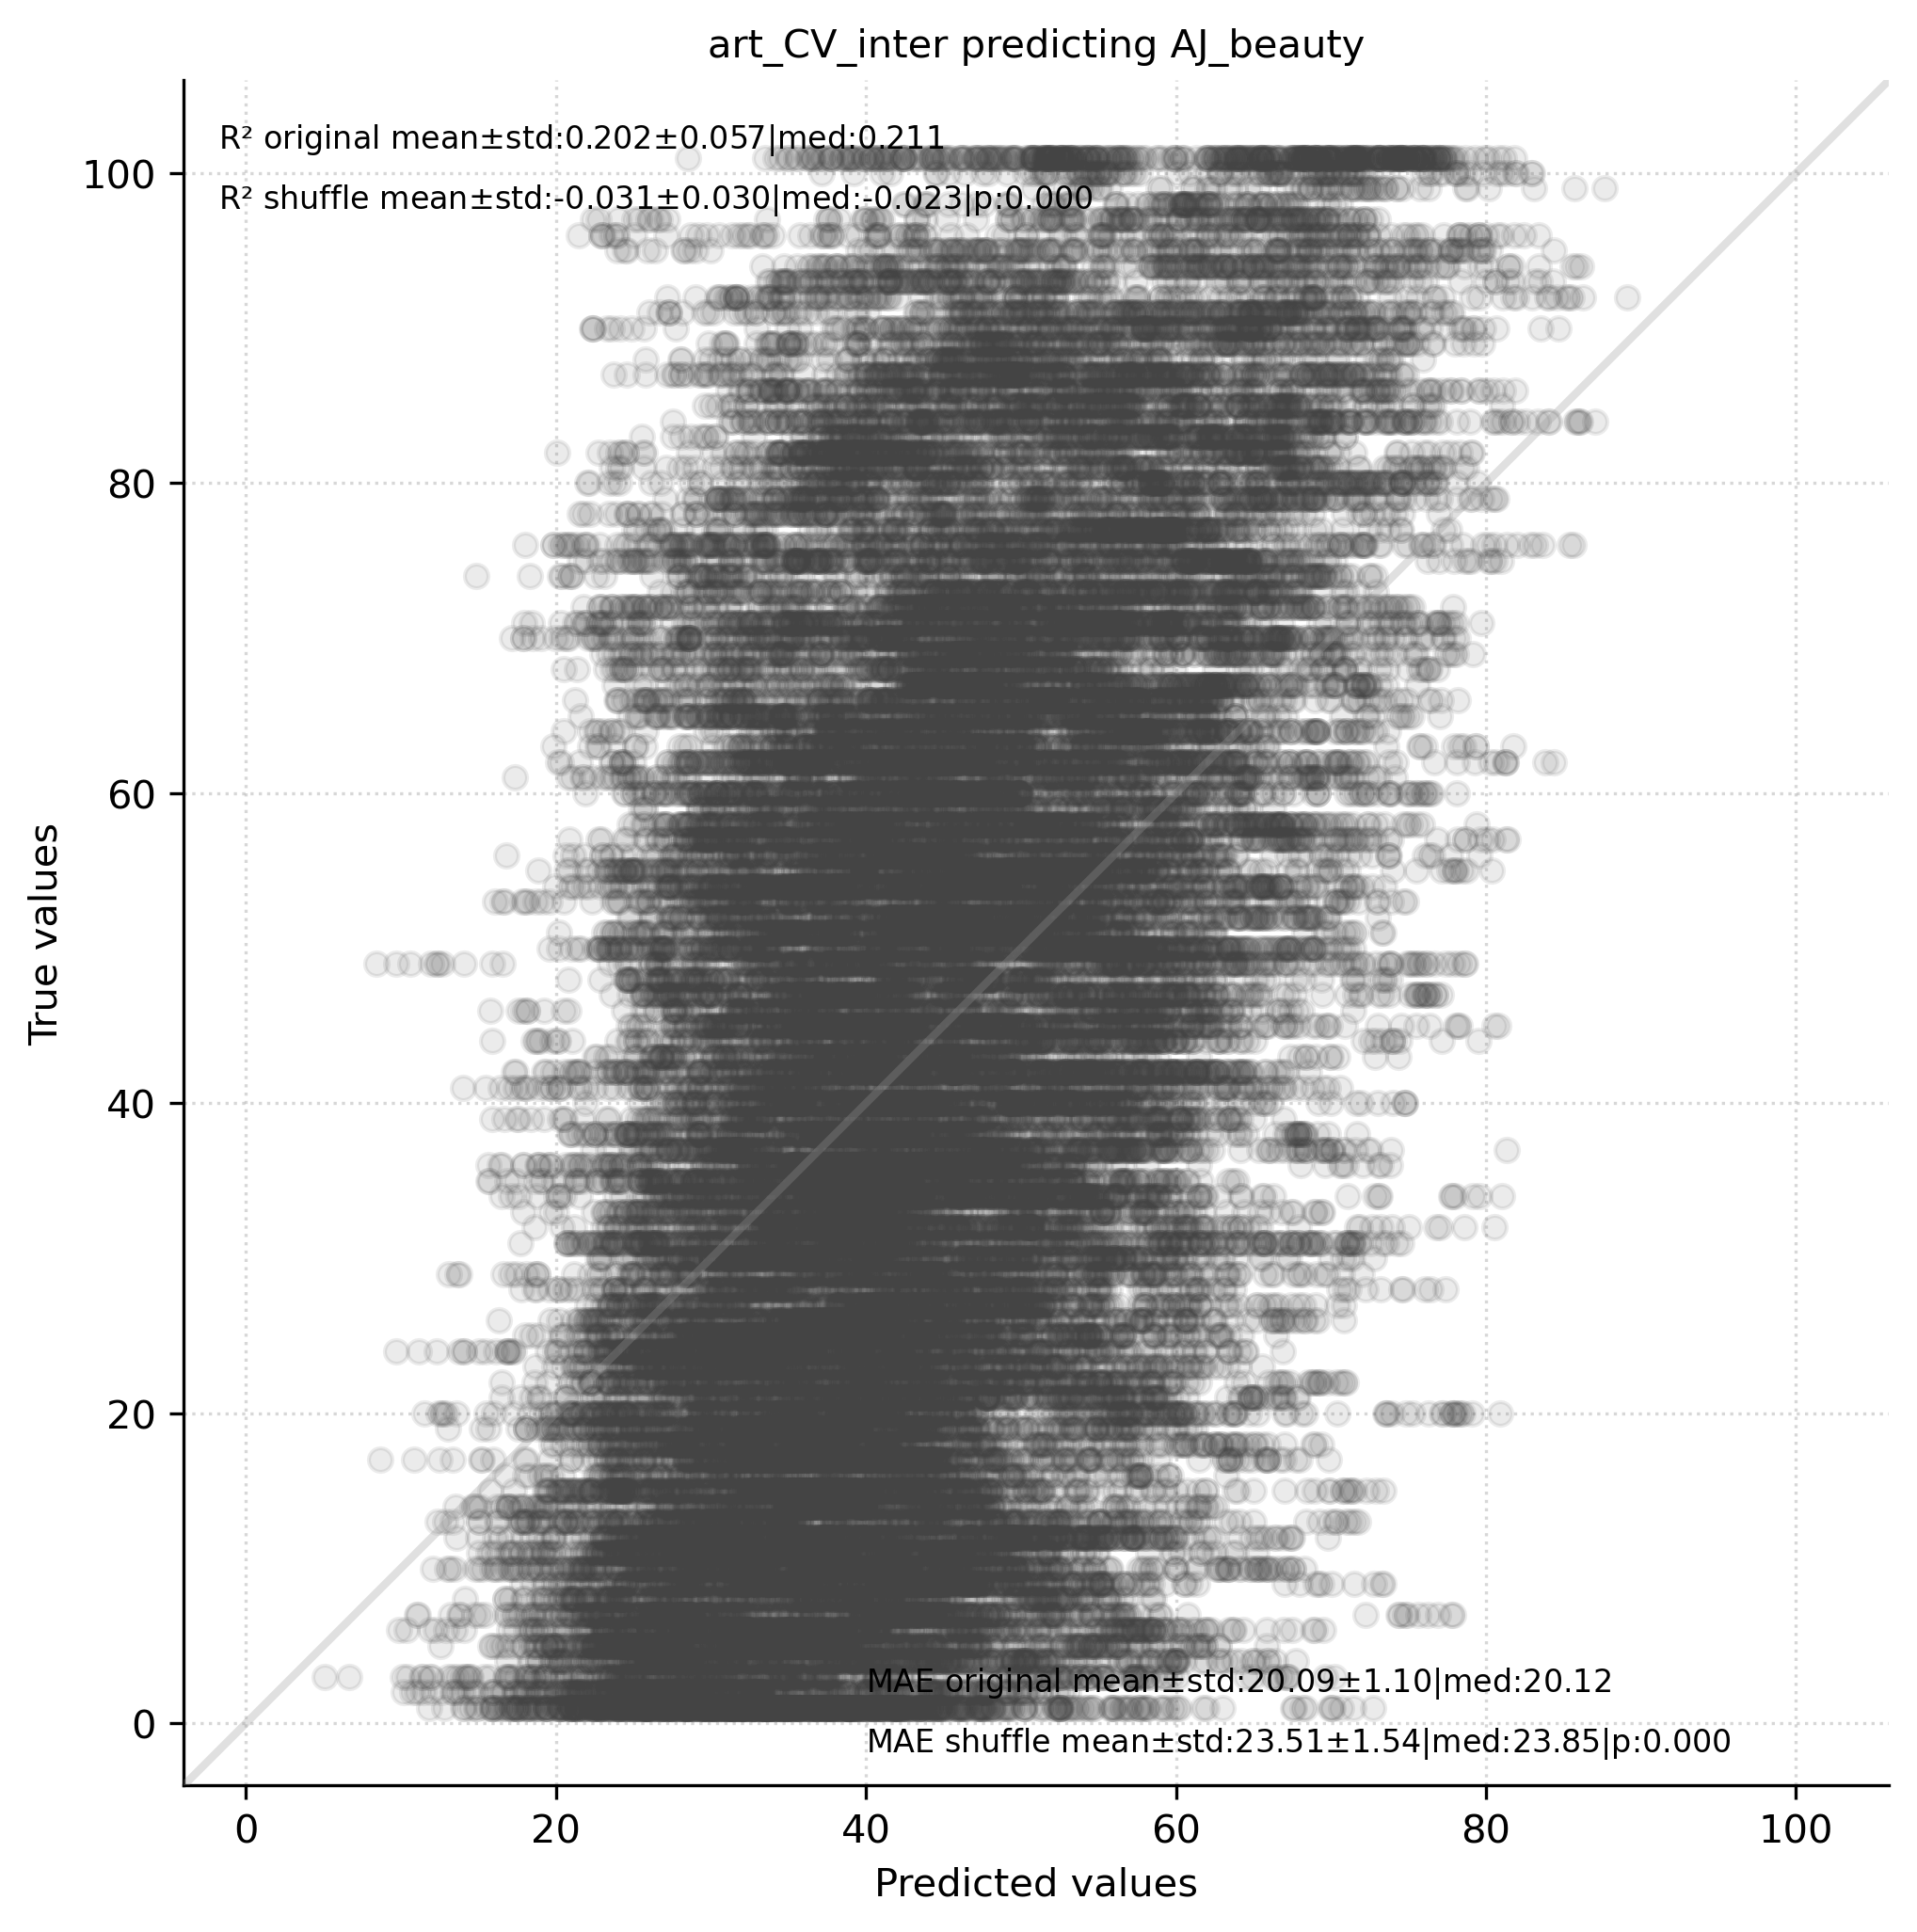 art_CV_inter predicting AJ_beauty
R² original mean±std:0.202±0.057|med:0.211
R² shuffle mean±std:-0.031±0.030|med:-0.023|p:0.000
100
80
60
40
20
0
True values
MAE original mean±std:20.09±1.10|med:20.12
MAE shuffle mean±std:23.51±1.54|med:23.85|p:0.000
0 20 40 60 80 100
Predicted values